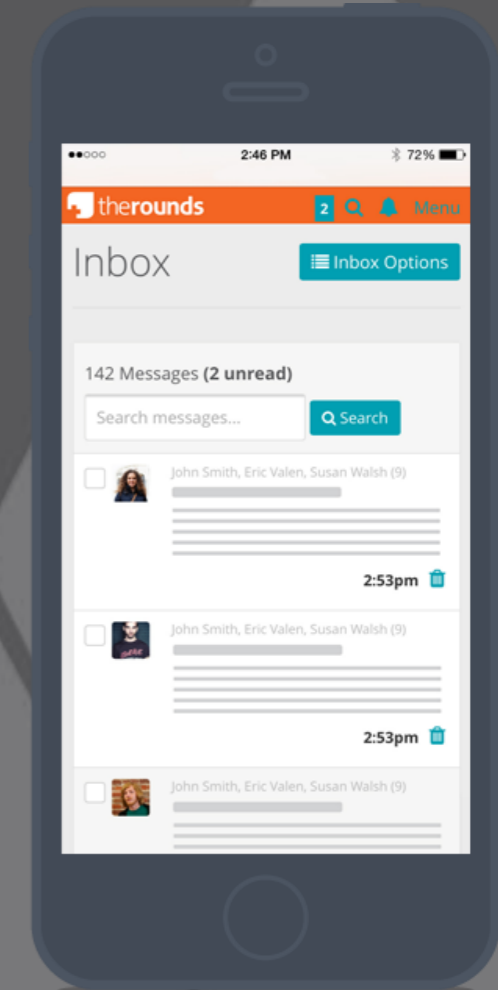 2:46 PM 72%
therounds 2 Menu
Inbox Inbox Options
142 Messages (2 unread)
Search messages... Search
John Smith, Eric Valen, Susan Walsh (9)
2:53pm
John Smith, Eric Valen, Susan Walsh (9)
2:53pm
John Smith, Eric Valen, Susan Walsh (9)